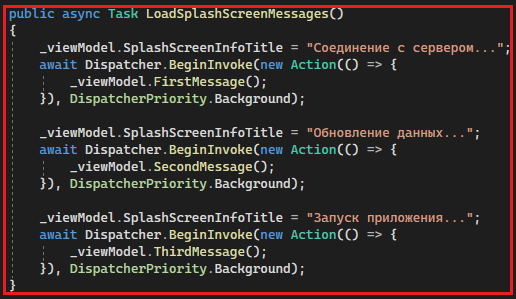 public async Task LoadSplashScreenMessages()
{
    _viewModel.SplashScreenInfoTitle = "Соединение с сервером...";
    await Dispatcher.BeginInvoke(new Action(() => {
        _viewModel.FirstMessage();
    }), DispatcherPriority.Background);

    _viewModel.SplashScreenInfoTitle = "Обновление данных...";
    await Dispatcher.BeginInvoke(new Action(() => {
        _viewModel.SecondMessage();
    }), DispatcherPriority.Background);

    _viewModel.SplashScreenInfoTitle = "Запуск приложения...";
    await Dispatcher.BeginInvoke(new Action(() => {
        _viewModel.ThirdMessage();
    }), DispatcherPriority.Background);
}